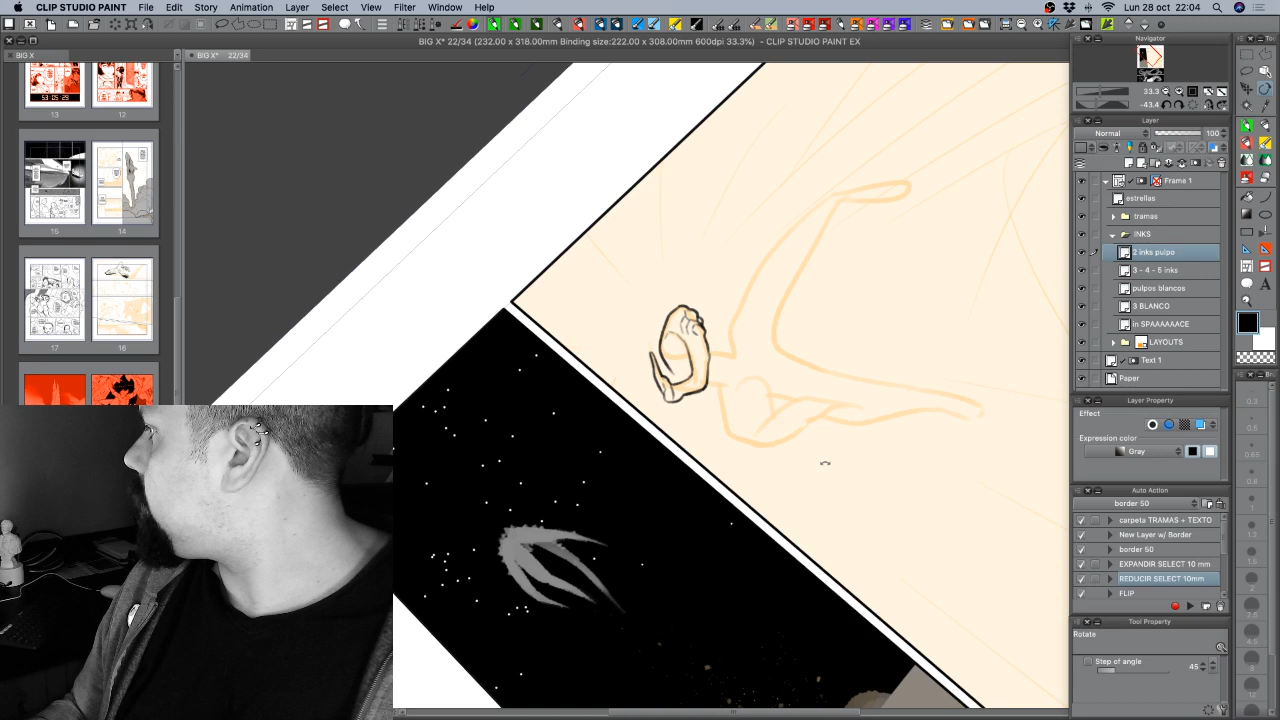 CLIP STUDIO PAINT File Edit Story Animation Layer Select View Filter Window Help Lun 28 oct 22:04
BIG X* 22/34 (232.00 x 318.00mm Binding size:222.00 x 308.00mm 600dpi 33.3%) - CLIP STUDIO PAINT EX
BIG X
BIG X* 22/34
13 12
15 14
17 16
Navigator
33.3
-43.4
Layer
Normal 100
Frame 1
estrellas
tramas
INKS
2 inks pulpo
3 - 4 - 5 inks
pulpos blancos
3 BLANCO
in SPAAAAACE
LAYOUTS
Text 1
Paper
Layer Property
Effect
Expression color
Gray
Auto Action
border 50
carpeta TRAMAS + TEXTO
New Layer w/ Border
border 50
EXPANDIR SELECT 10 mm
REDUCIR SELECT 10mm
FLIP
Tool Property
Rotate
Step of angle 45